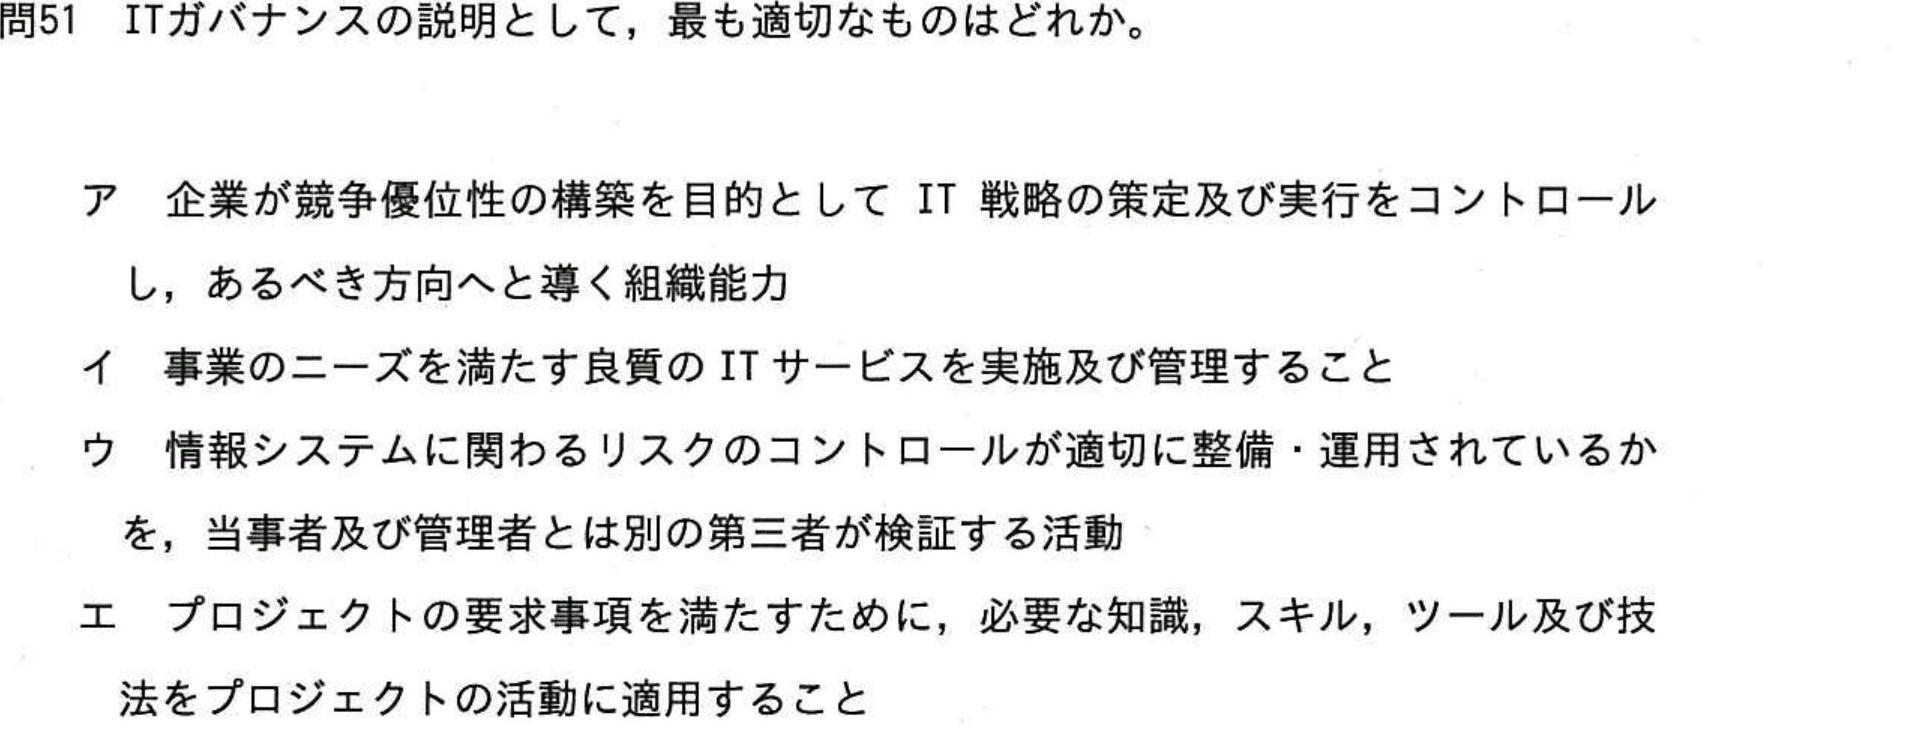 問51　ITガバナンスの説明として，最も適切なものはどれか。
ア　企業が競争優位性の構築を目的として IT 戦略の策定及び実行をコントロール
し，あるべき方向へと導く組織能力
イ　事業のニーズを満たす良質の IT サービスを実施及び管理すること
ウ　情報システムに関わるリスクのコントロールが適切に整備・運用されているか
を，当事者及び管理者とは別の第三者が検証する活動
エ　プロジェクトの要求事項を満たすために，必要な知識，スキル，ツール及び技
法をプロジェクトの活動に適用すること